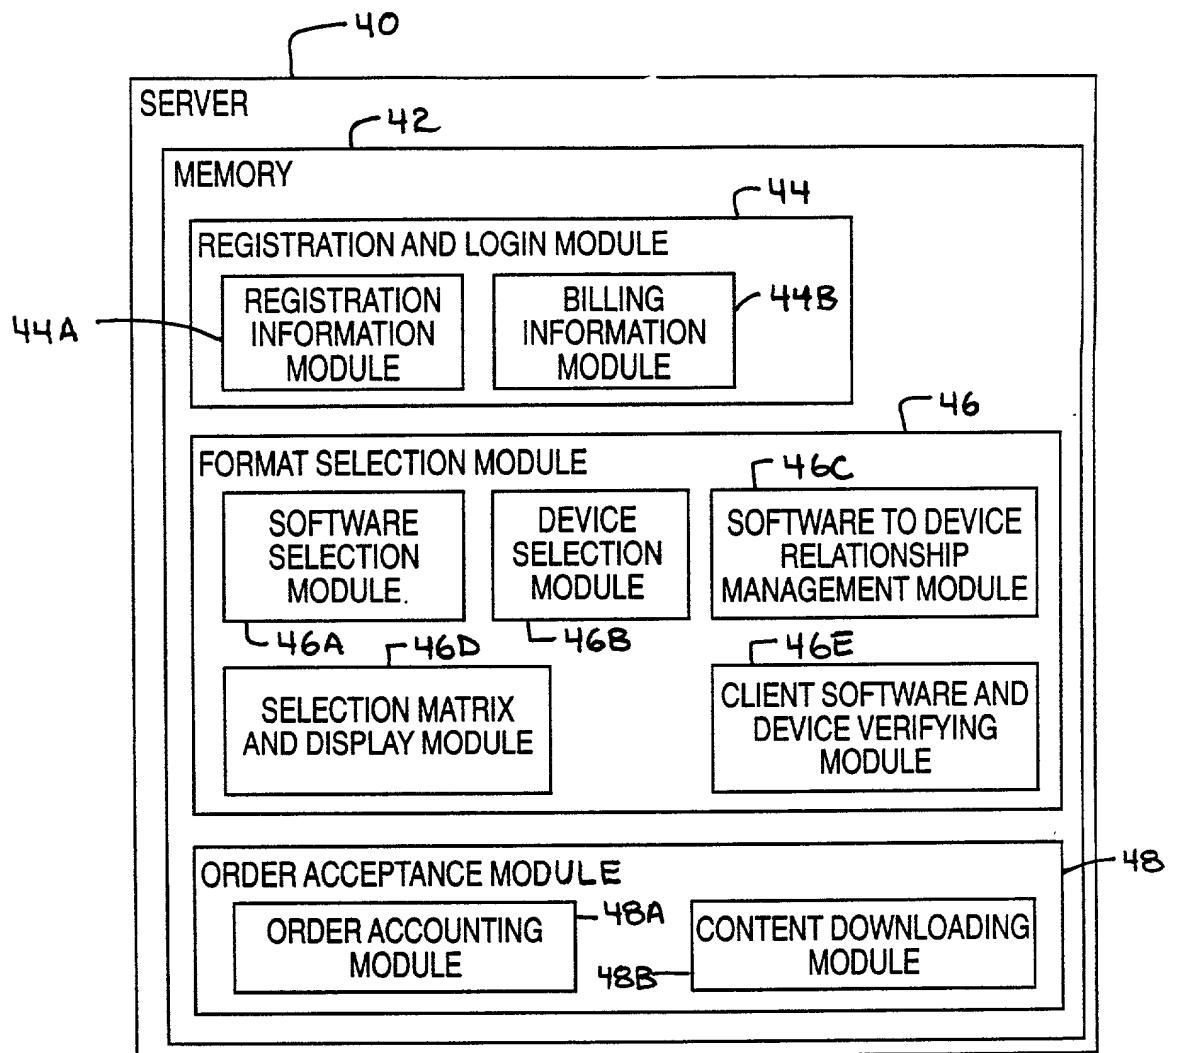 40
SERVER
42
MEMORY
44
REGISTRATION AND LOGIN MODULE
REGISTRATION
INFORMATION
MODULE
44A
BILLING
INFORMATION
MODULE
44B
46
FORMAT SELECTION MODULE
SOFTWARE
SELECTION
MODULE.
46A
DEVICE
SELECTION
MODULE
46B
46C
SOFTWARE TO DEVICE
RELATIONSHIP
MANAGEMENT MODULE
46D
SELECTION MATRIX
AND DISPLAY MODULE
46E
CLIENT SOFTWARE AND
DEVICE VERIFYING
MODULE
48
ORDER ACCEPTANCE MODULE
ORDER ACCOUNTING
MODULE
48A
CONTENT DOWNLOADING
MODULE
48B